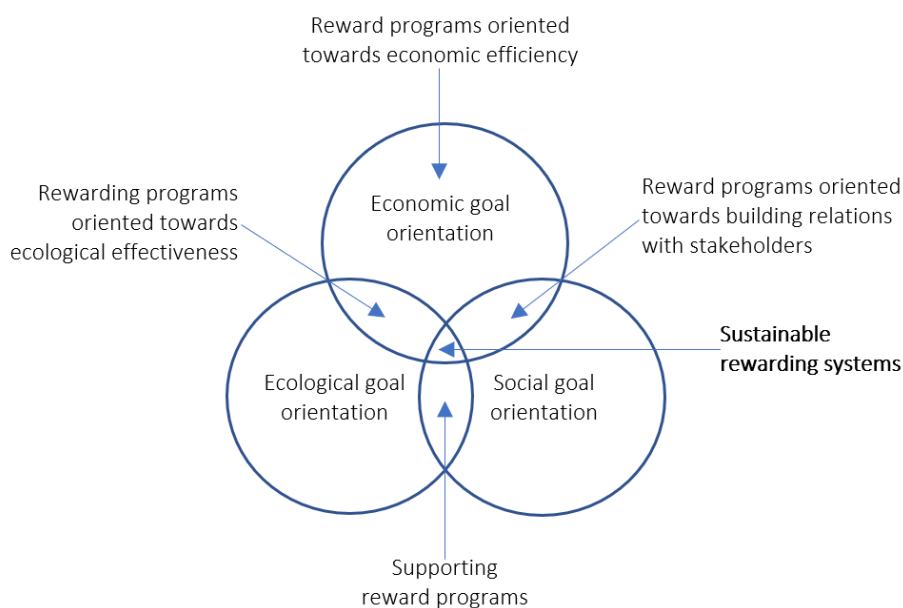 Reward programs oriented
towards economic efficiency
Rewarding programs
oriented towards
ecological effectiveness
Economic goal
orientation
Reward programs oriented
towards building relations
with stakeholders
Sustainable
rewarding systems
Ecological goal
orientation
Social goal
orientation
Supporting
reward programs